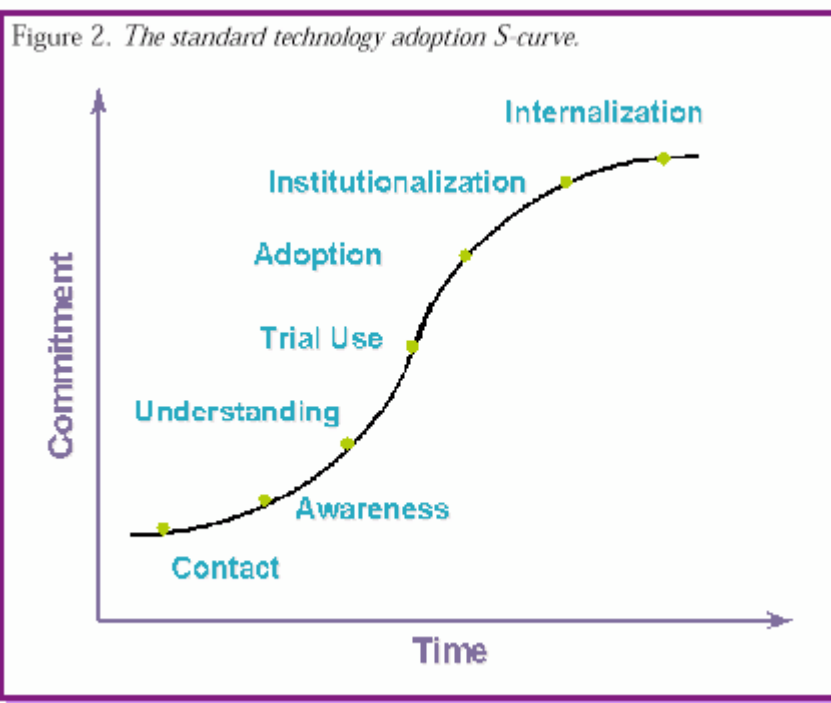 Figure 2. The standard technology adoption S-curve.
Internalization
Institutionalization
Adoption
Trial Use
Understanding
Awareness
Contact
Commitment
Time